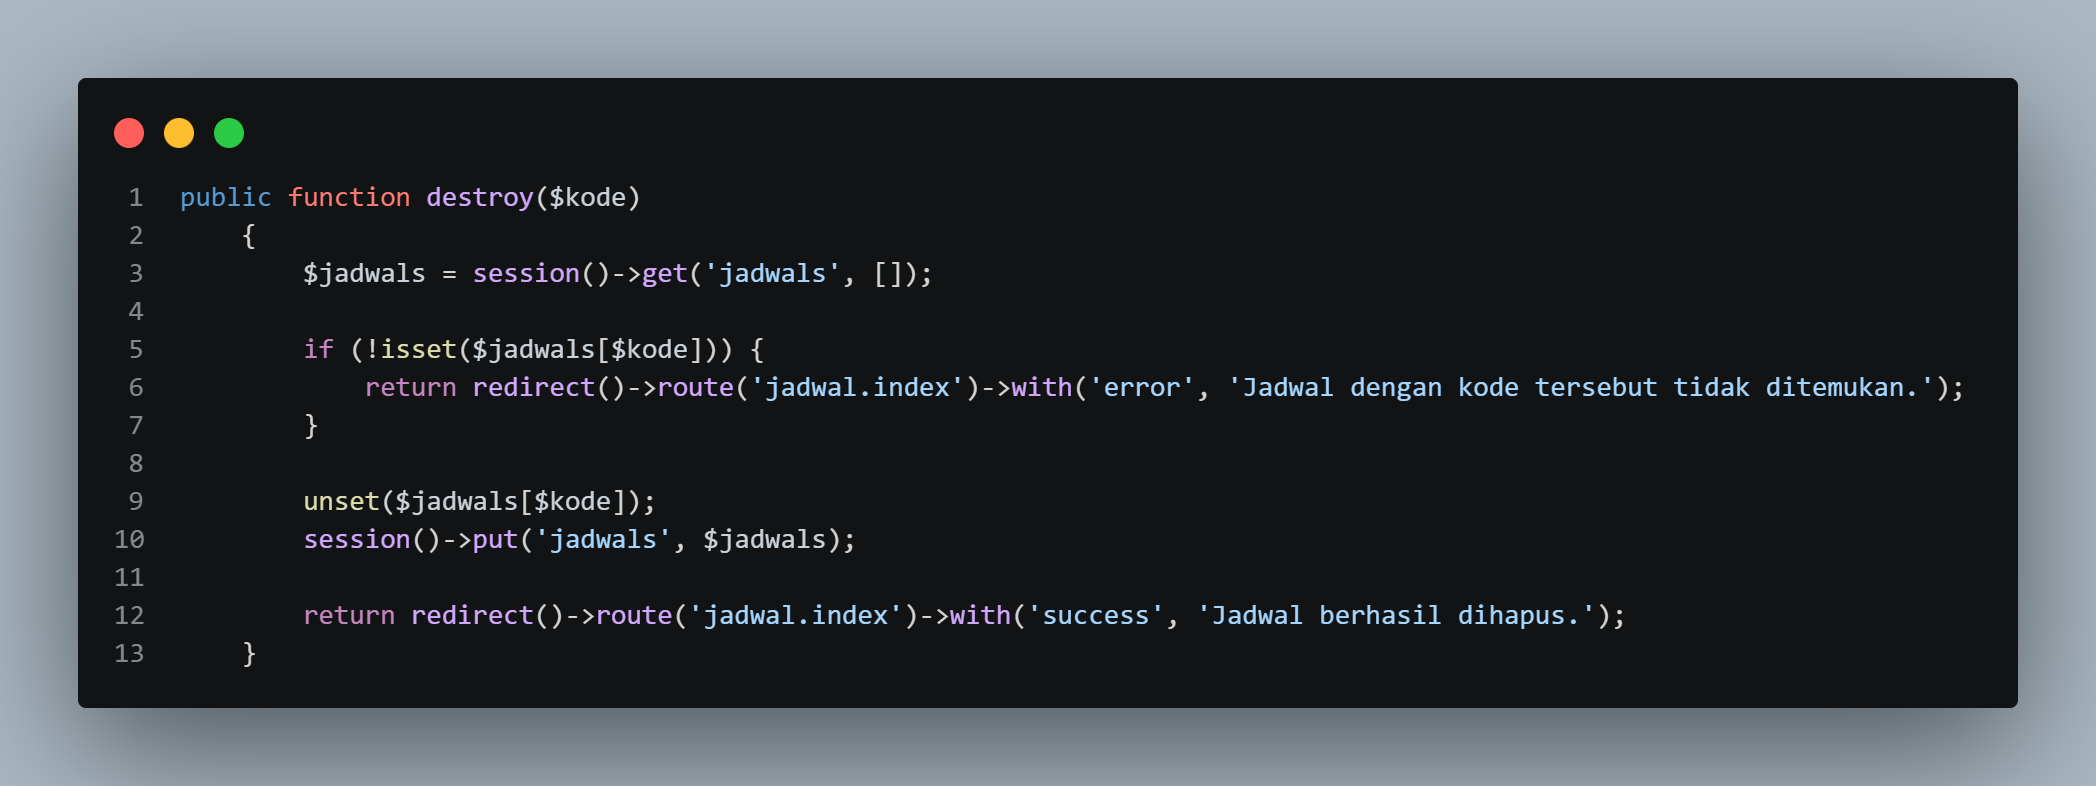 1 public function destroy($kode)
2 {
3 $jadwals = session()->get('jadwals', []);
4
5 if (!isset($jadwals[$kode])) {
6 return redirect()->route('jadwal.index')->with('error', 'Jadwal dengan kode tersebut tidak ditemukan.');
7 }
8
9 unset($jadwals[$kode]);
10 session()->put('jadwals', $jadwals);
11
12 return redirect()->route('jadwal.index')->with('success', 'Jadwal berhasil dihapus.');
13 }